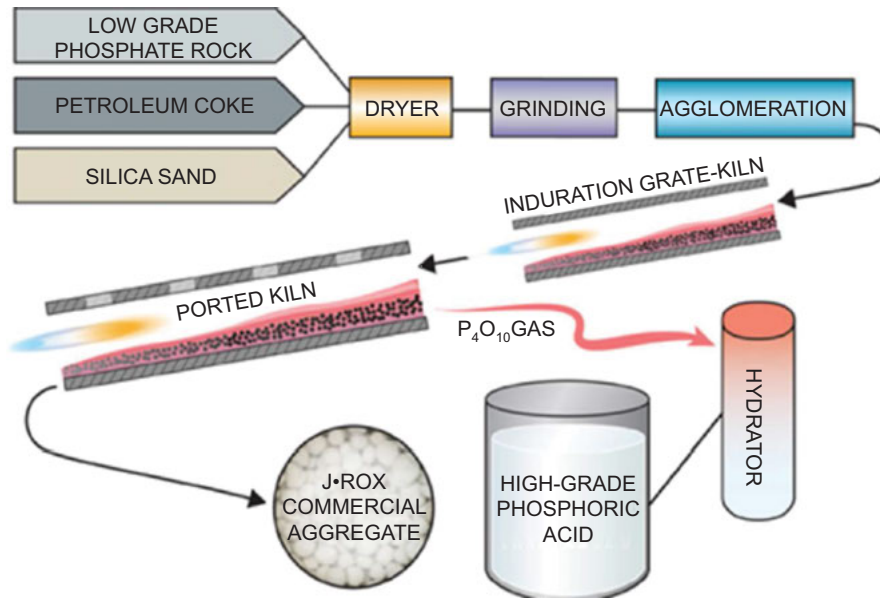 LOW GRADE
PHOSPHATE ROCK
PETROLEUM COKE
SILICA SAND
DRYER
GRINDING
AGGLOMERATION
INDURATION GRATE-KILN
PORTED KILN
P₄O₁₀GAS
HYDRATOR
J•ROX
COMMERCIAL
AGGREGATE
HIGH-GRADE
PHOSPHORIC
ACID